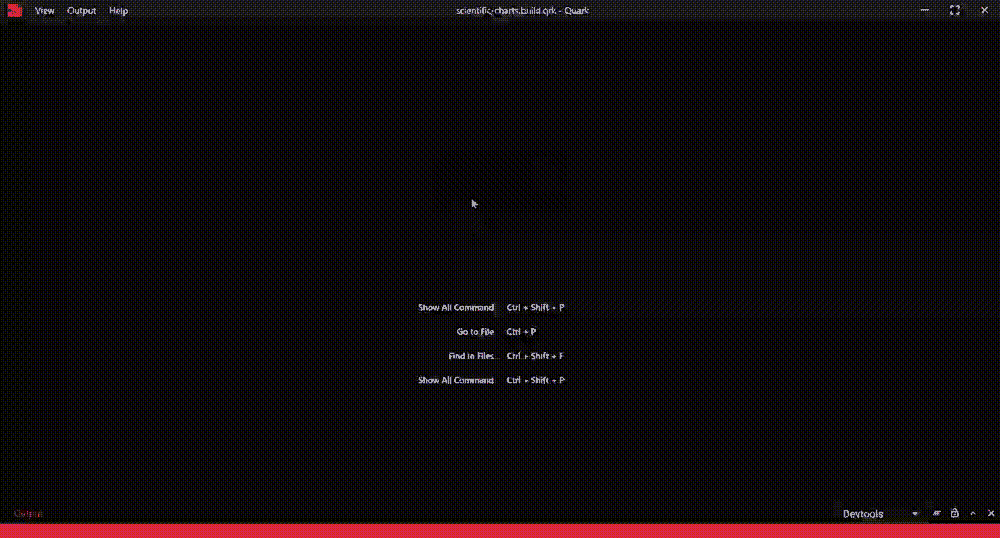 View Output Help scientific-charts.build.qrk - Quark
Show All Command Ctrl + Shift + P
Go to File Ctrl + P
Find in Files Ctrl + Shift + F
Show All Command Ctrl + Shift + P
Output Devtools